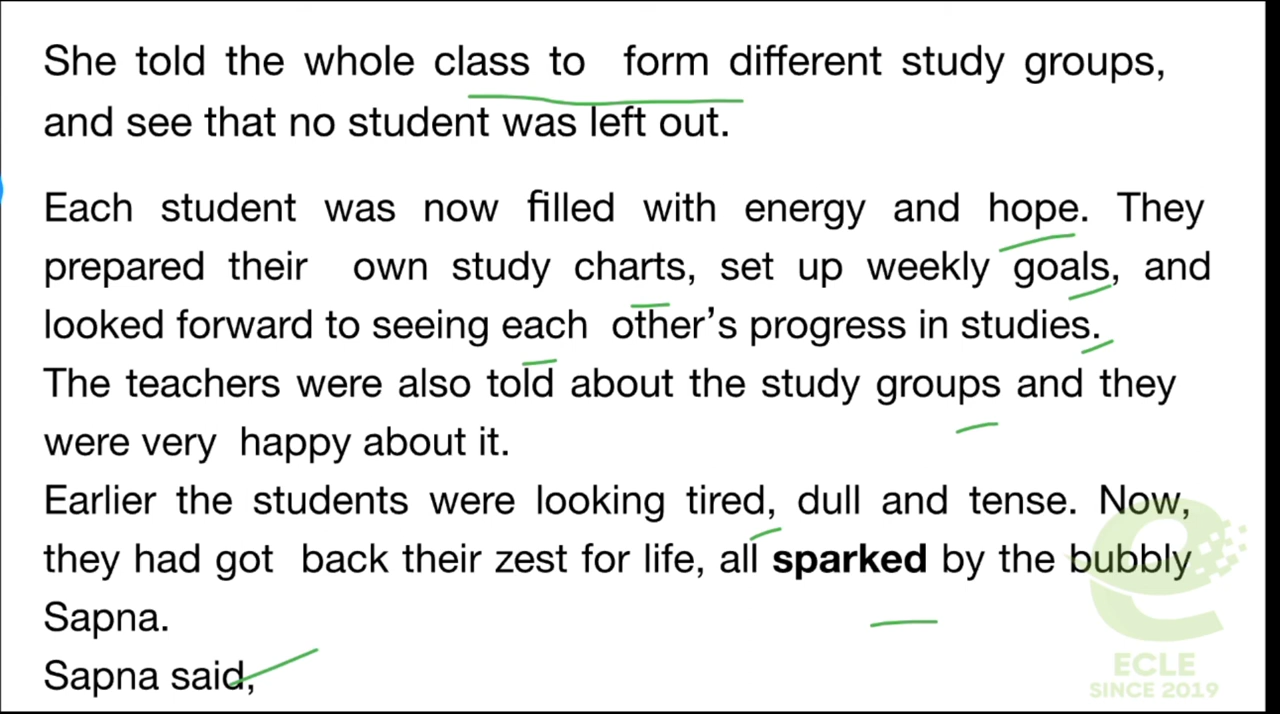 She told the whole class to form different study groups,
and see that no student was left out.
Each student was now filled with energy and hope. They
prepared their own study charts, set up weekly goals, and
looked forward to seeing each other's progress in studies.
The teachers were also told about the study groups and they
were very happy about it.
Earlier the students were looking tired, dull and tense. Now,
they had got back their zest for life, all sparked by the bubbly
Sapna.
Sapna said,
ECLE
SINCE 2019